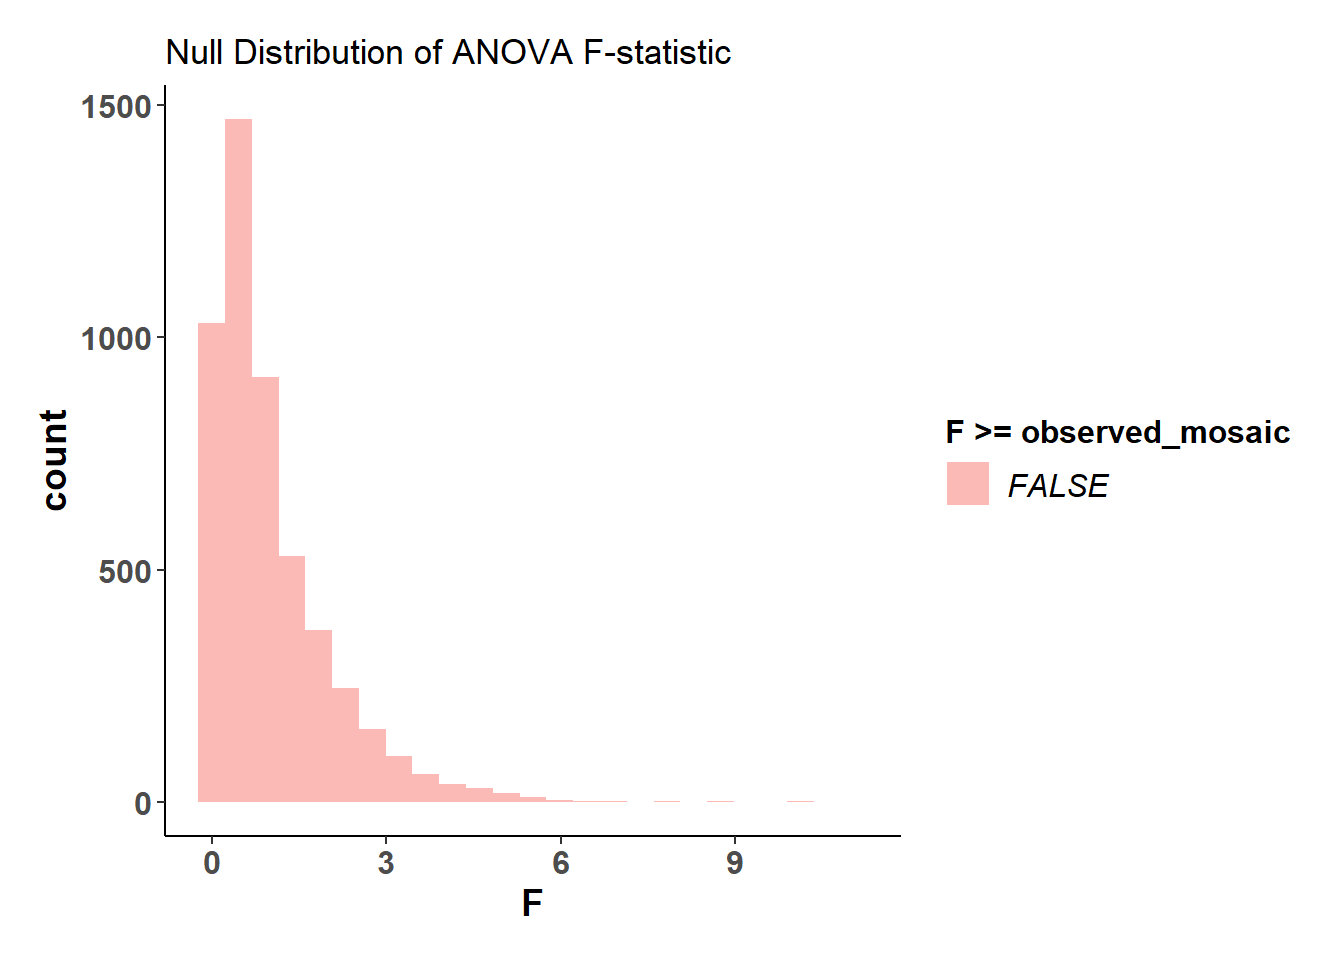 Null Distribution of ANOVA F-statistic
1500
1000
500
0
count
0 3 6 9
F
F >= observed_mosaic
FALSE